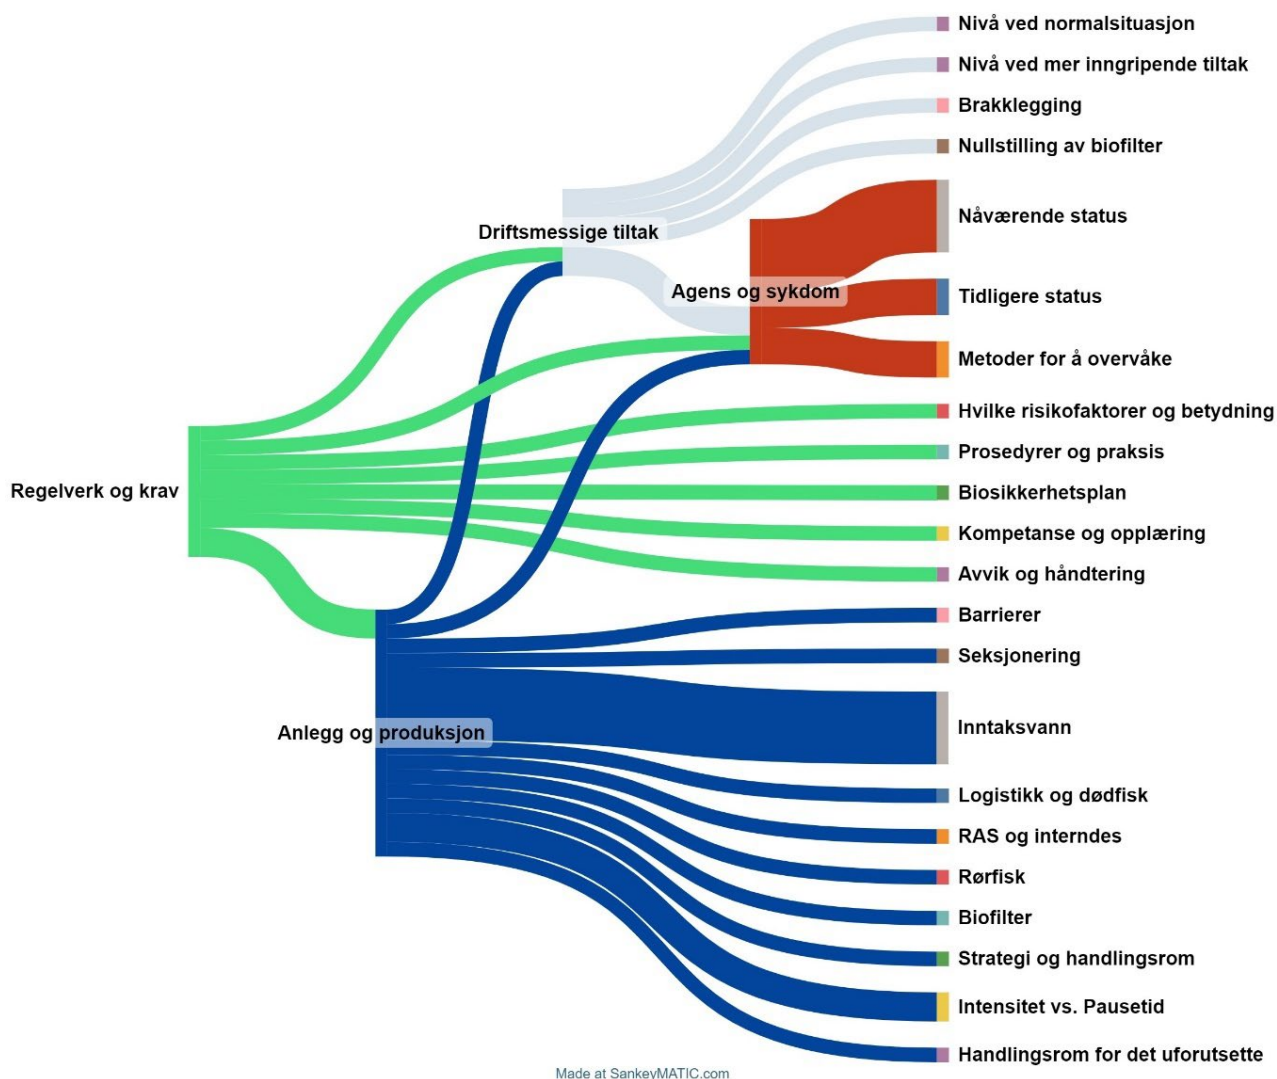 Nivå ved normalsituasjon
Nivå ved mer inngripende tiltak
Brakklegging
Nullstilling av biofilter
Nåværende status
Driftsmessige tiltak
Agens og sykdom
Tidligere status
Metoder for å overvåke
Hvilke risikofaktorer og betydning
Prosedyrer og praksis
Regelverk og krav
Biosikkerhetsplan
Kompetanse og opplæring
Avvik og håndtering
Barrierer
Seksjonering
Inntaksvann
Anlegg og produksjon
Logistikk og dødfisk
RAS og interndes
Rørfisk
Biofilter
Strategi og handlingsrom
Intensitet vs. Pausetid
Handlingsrom for det uforutsette
Made at SankeyMATIC.com